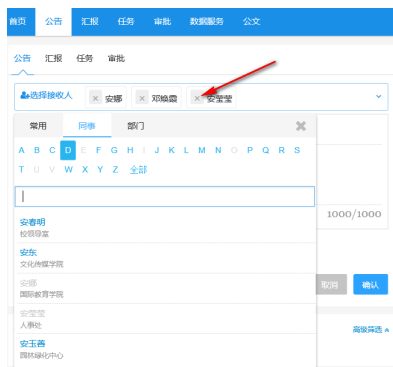 首页 公告 汇报 任务 审批 数据服务 公文
公告 汇报 任务 审批
选择接收人 × 安娜 × 邓焕霞 × 安莹莹
常用 同事 部门
A B C D E F G H I J K L M N O P Q R S
T U V W X Y Z 全部
安春明
校领导室
安东
文化传媒学院
安娜
国际教育学院
安莹莹
人事处
安玉善
园林绿化中心
1000/1000
取消 确认
高级筛选